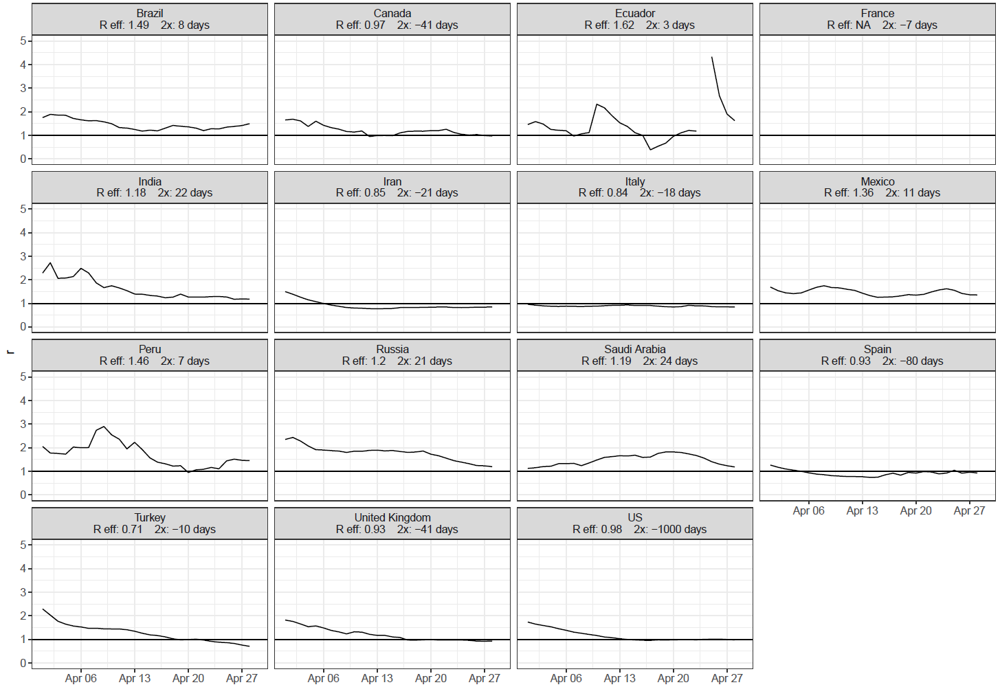 Brazil
R eff: 1.49 2x: 8 days
Canada
R eff: 0.97 2x: −41 days
Ecuador
R eff: 1.62 2x: 3 days
France
R eff: NA 2x: −7 days
5
4
3
2
1
0
India
R eff: 1.18 2x: 22 days
Iran
R eff: 0.85 2x: −21 days
Italy
R eff: 0.84 2x: −18 days
Mexico
R eff: 1.36 2x: 11 days
5
4
3
2
1
0
r
Peru
R eff: 1.46 2x: 7 days
Russia
R eff: 1.2 2x: 21 days
Saudi Arabia
R eff: 1.19 2x: 24 days
Spain
R eff: 0.93 2x: −80 days
5
4
3
2
1
0
Apr 06 Apr 13 Apr 20 Apr 27
Turkey
R eff: 0.71 2x: −10 days
United Kingdom
R eff: 0.93 2x: −41 days
US
R eff: 0.98 2x: −1000 days
5
4
3
2
1
0
Apr 06 Apr 13 Apr 20 Apr 27
Apr 06 Apr 13 Apr 20 Apr 27
Apr 06 Apr 13 Apr 20 Apr 27